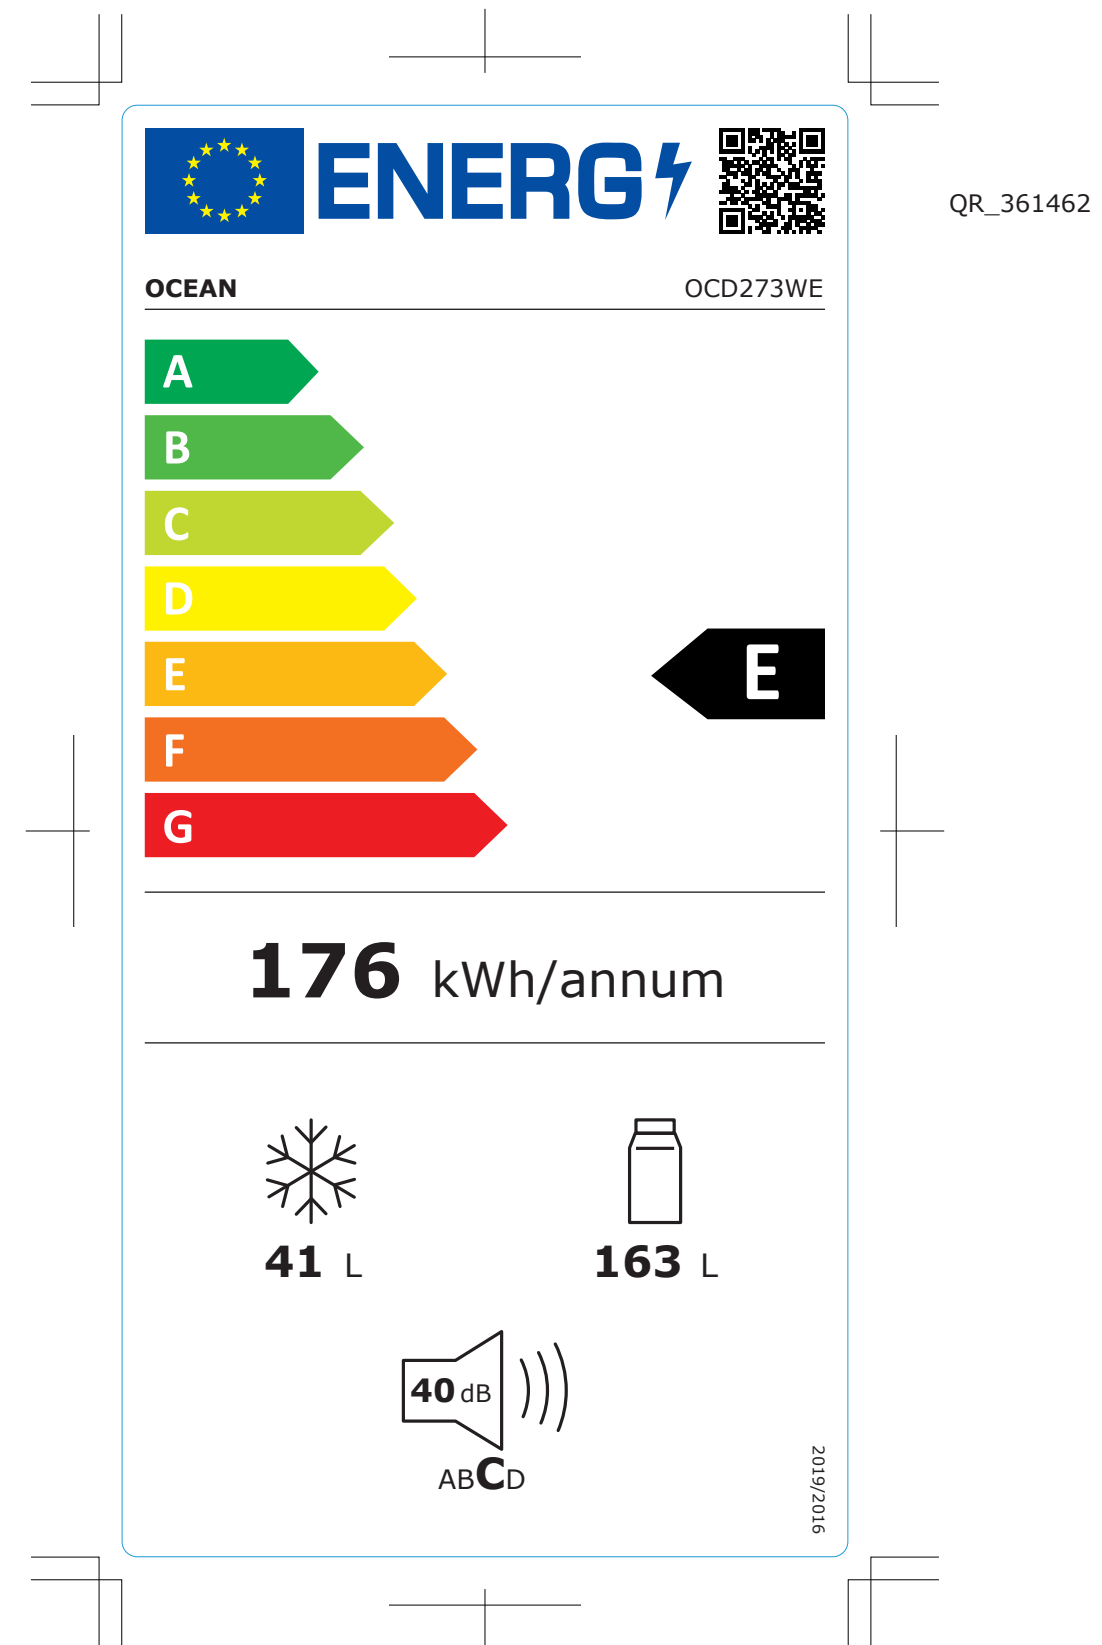 ENERG
QR_361462
OCEAN OCD273WE
A
B
C
D
E
E
F
G
176 kWh/annum
41 L 163 L
40 dB
ABCD
2019/2016